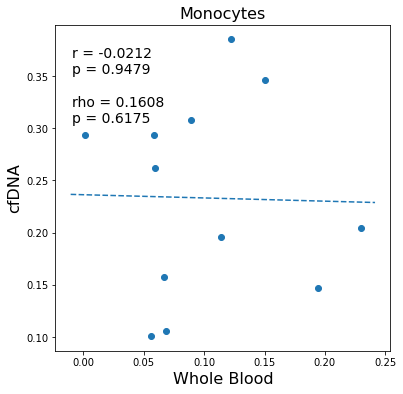 Monocytes
r = -0.0212
p = 0.9479
rho = 0.1608
p = 0.6175
cfDNA
0.35
0.30
0.25
0.20
0.15
0.10
0.00
0.05
0.10
0.15
0.20
0.25
Whole Blood